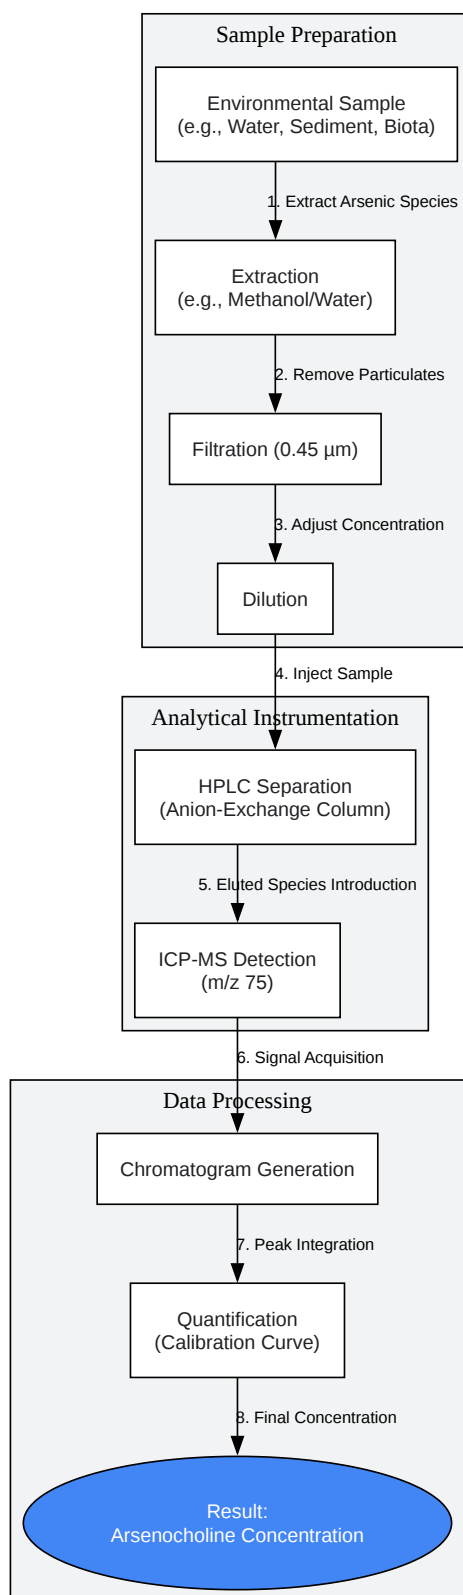 Sample Preparation
Environmental Sample
(e.g., Water, Sediment, Biota)
1. Extract Arsenic Species
Extraction
(e.g., Methanol/Water)
2. Remove Particulates
Filtration (0.45 µm)
3. Adjust Concentration
Dilution
4. Inject Sample
Analytical Instrumentation
HPLC Separation
(Anion-Exchange Column)
5. Eluted Species Introduction
ICP-MS Detection
(m/z 75)
6. Signal Acquisition
Data Processing
Chromatogram Generation
7. Peak Integration
Quantification
(Calibration Curve)
8. Final Concentration
Result:
Arsenocholine Concentration